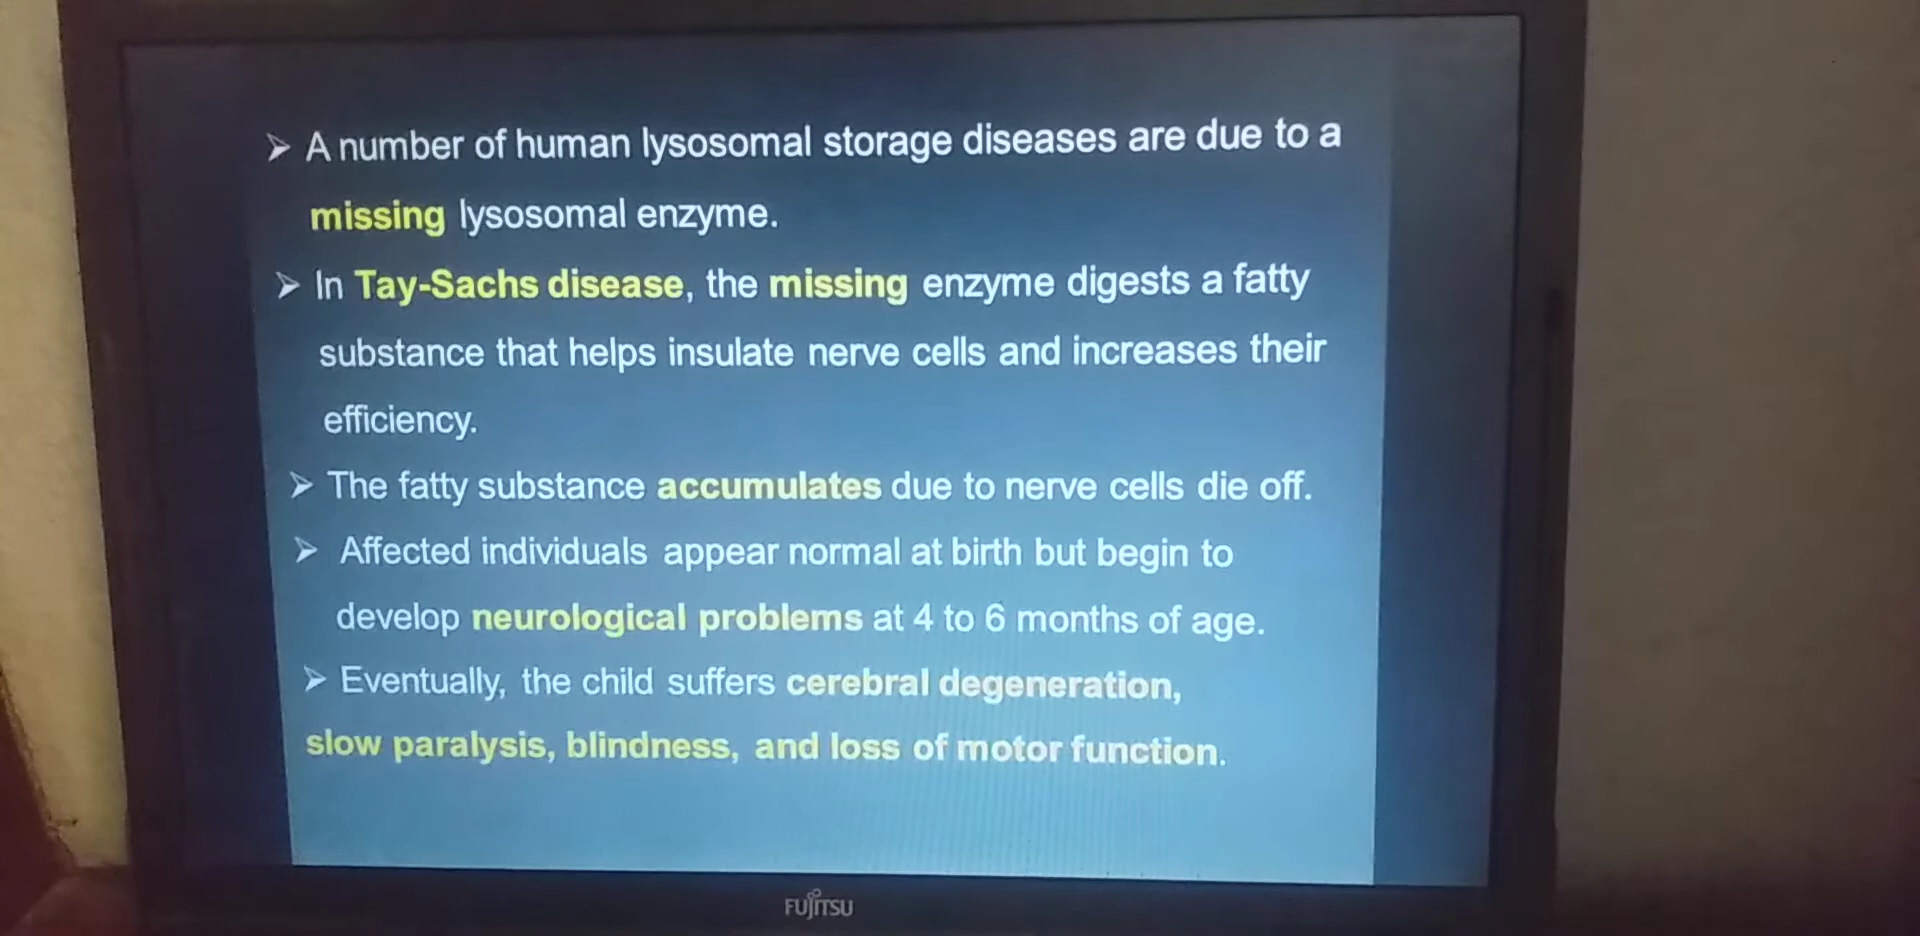 ➢ A number of human lysosomal storage diseases are due to a
missing lysosomal enzyme.
➢ In Tay-Sachs disease, the missing enzyme digests a fatty
substance that helps insulate nerve cells and increases their
efficiency.
➢ The fatty substance accumulates due to nerve cells die off.
➢ Affected individuals appear normal at birth but begin to
develop neurological problems at 4 to 6 months of age.
➢ Eventually, the child suffers cerebral degeneration,
slow paralysis, blindness, and loss of motor function.
FUJITSU